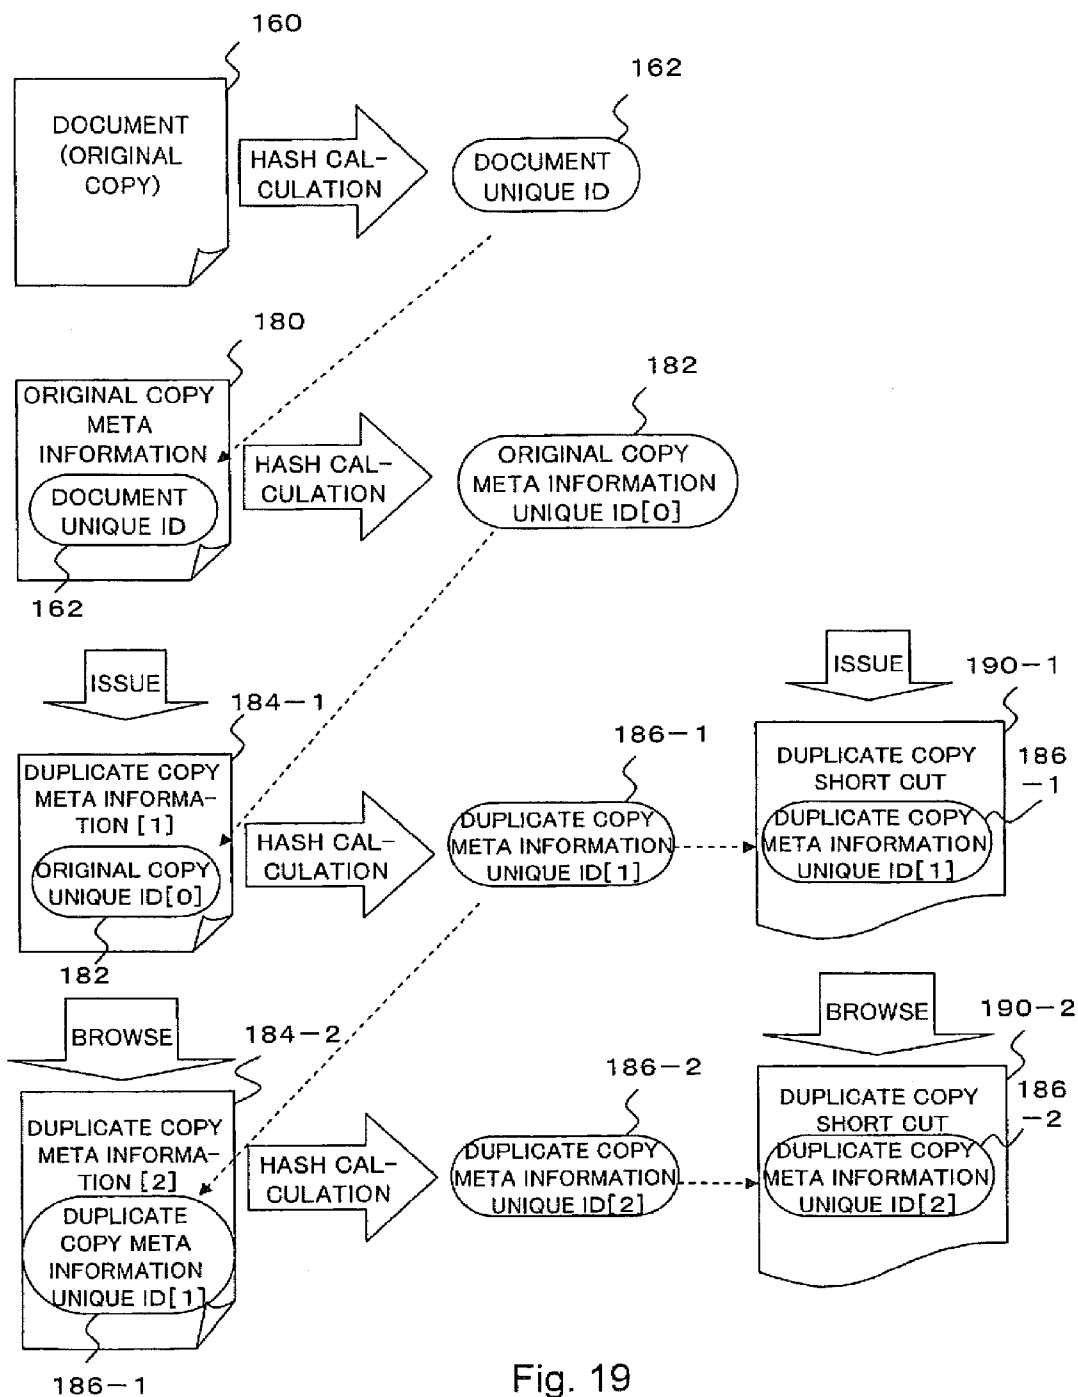 160
DOCUMENT
(ORIGINAL
COPY)
HASH CAL-
CULATION
162
DOCUMENT
UNIQUE ID
180
ORIGINAL COPY
META
INFORMATION
DOCUMENT
UNIQUE ID
162
HASH CAL-
CULATION
182
ORIGINAL COPY
META INFORMATION
UNIQUE ID[0]
ISSUE
184-1
DUPLICATE COPY
META INFORMA-
TION [1]
ORIGINAL COPY
UNIQUE ID[0]
182
HASH CAL-
CULATION
186-1
DUPLICATE COPY
META INFORMATION
UNIQUE ID[1]
ISSUE
190-1
DUPLICATE COPY
SHORT CUT
186
-1
DUPLICATE COPY
META INFORMATION
UNIQUE ID[1]
BROWSE
184-2
DUPLICATE COPY
META INFORMA-
TION [2]
DUPLICATE
COPY META
INFORMATION
UNIQUE ID[1]
186-1
HASH CAL-
CULATION
186-2
DUPLICATE COPY
META INFORMATION
UNIQUE ID[2]
BROWSE
190-2
DUPLICATE COPY
SHORT CUT
186
-2
DUPLICATE COPY
META INFORMATION
UNIQUE ID[2]
Fig. 19